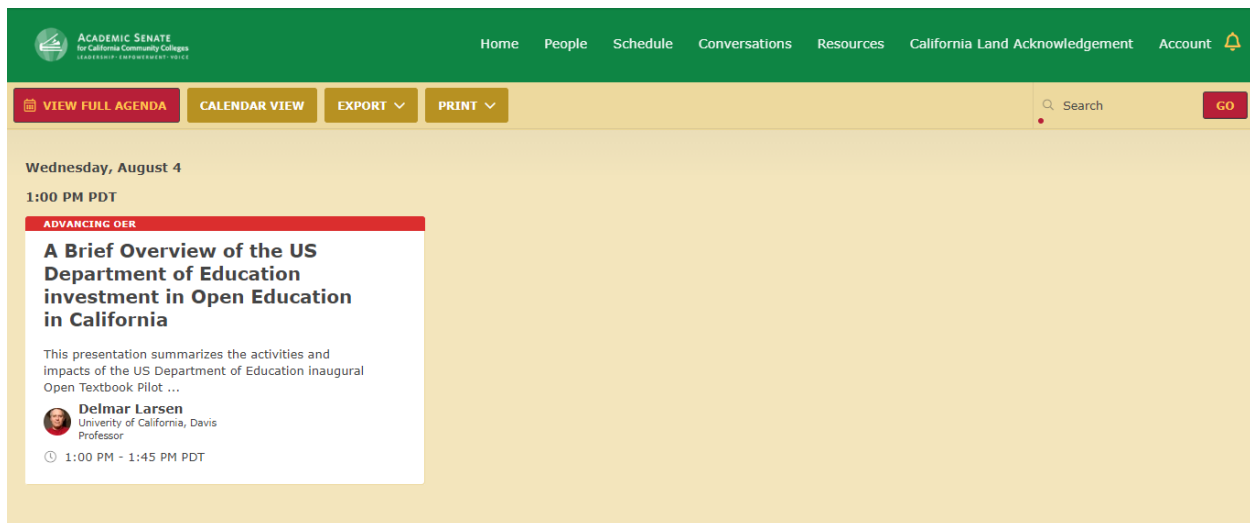 ACADEMIC SENATE
for California Community Colleges
LEADERSHIP · EMPOWERMENT · VOICE
Home People Schedule Conversations Resources California Land Acknowledgement Account
VIEW FULL AGENDA CALENDAR VIEW EXPORT PRINT Search GO
Wednesday, August 4
1:00 PM PDT
ADVANCING OER
A Brief Overview of the US
Department of Education
investment in Open Education
in California
This presentation summarizes the activities and
impacts of the US Department of Education inaugural
Open Textbook Pilot ...
Delmar Larsen
Univerity of California, Davis
Professor
1:00 PM - 1:45 PM PDT